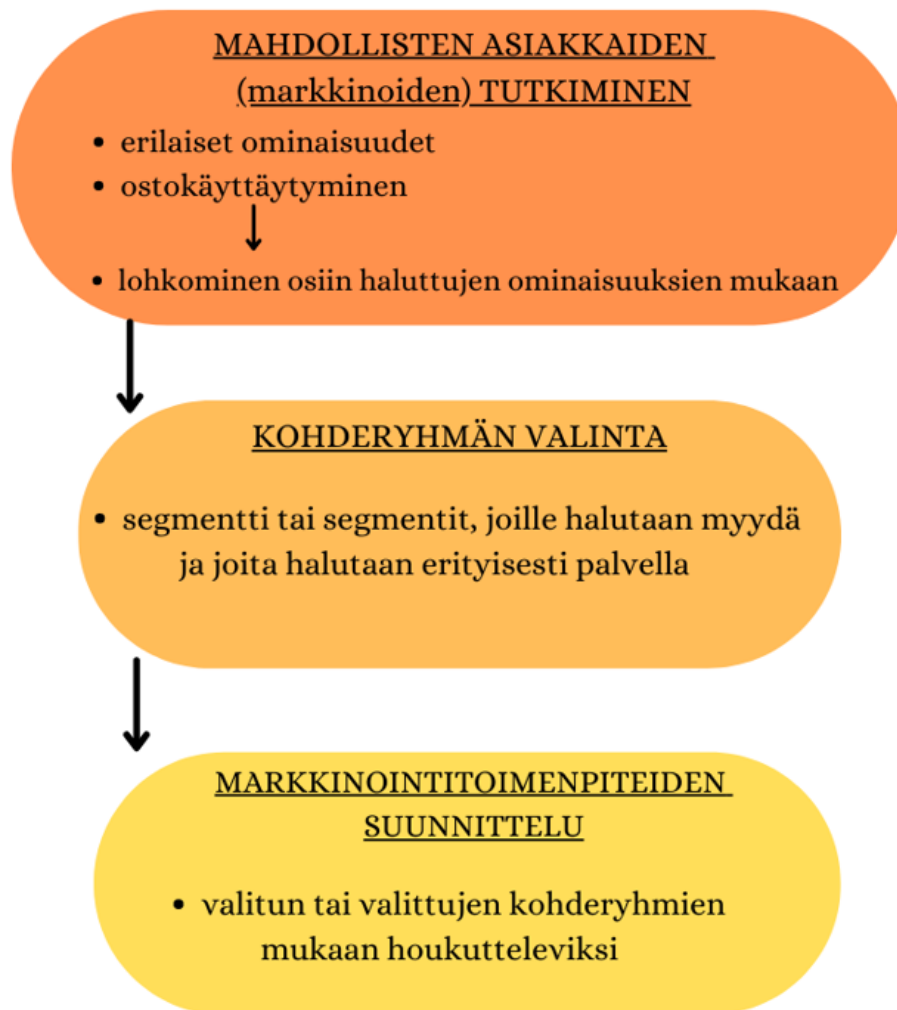 MAHDOLLISTEN ASIAKKAIDEN
(markkinoiden) TUTKIMINEN
• erilaiset ominaisuudet
• ostokäyttäytyminen
• lohkominen osiin haluttujen ominaisuuksien mukaan
KOHDERYHMÄN VALINTA
• segmentti tai segmentit, joille halutaan myydä
ja joita halutaan erityisesti palvella
MARKKINOINTITOIMENPITEIDEN
SUUNNITTELU
• valitun tai valittujen kohderyhmien
mukaan houkutteleviksi